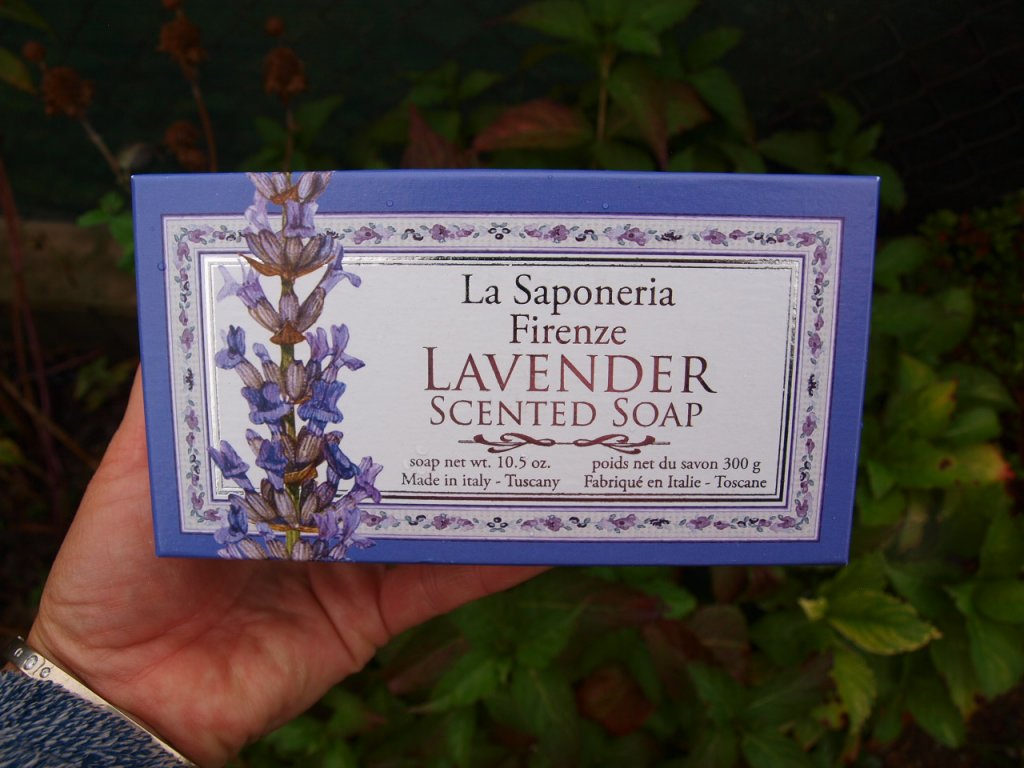 La Saponeria
Firenze
LAVENDER
SCENTED SOAP
soap net wt. 10.5 oz. poids net du savon 300 g
Made in italy - Tuscany Fabriqué en Italie - Toscane